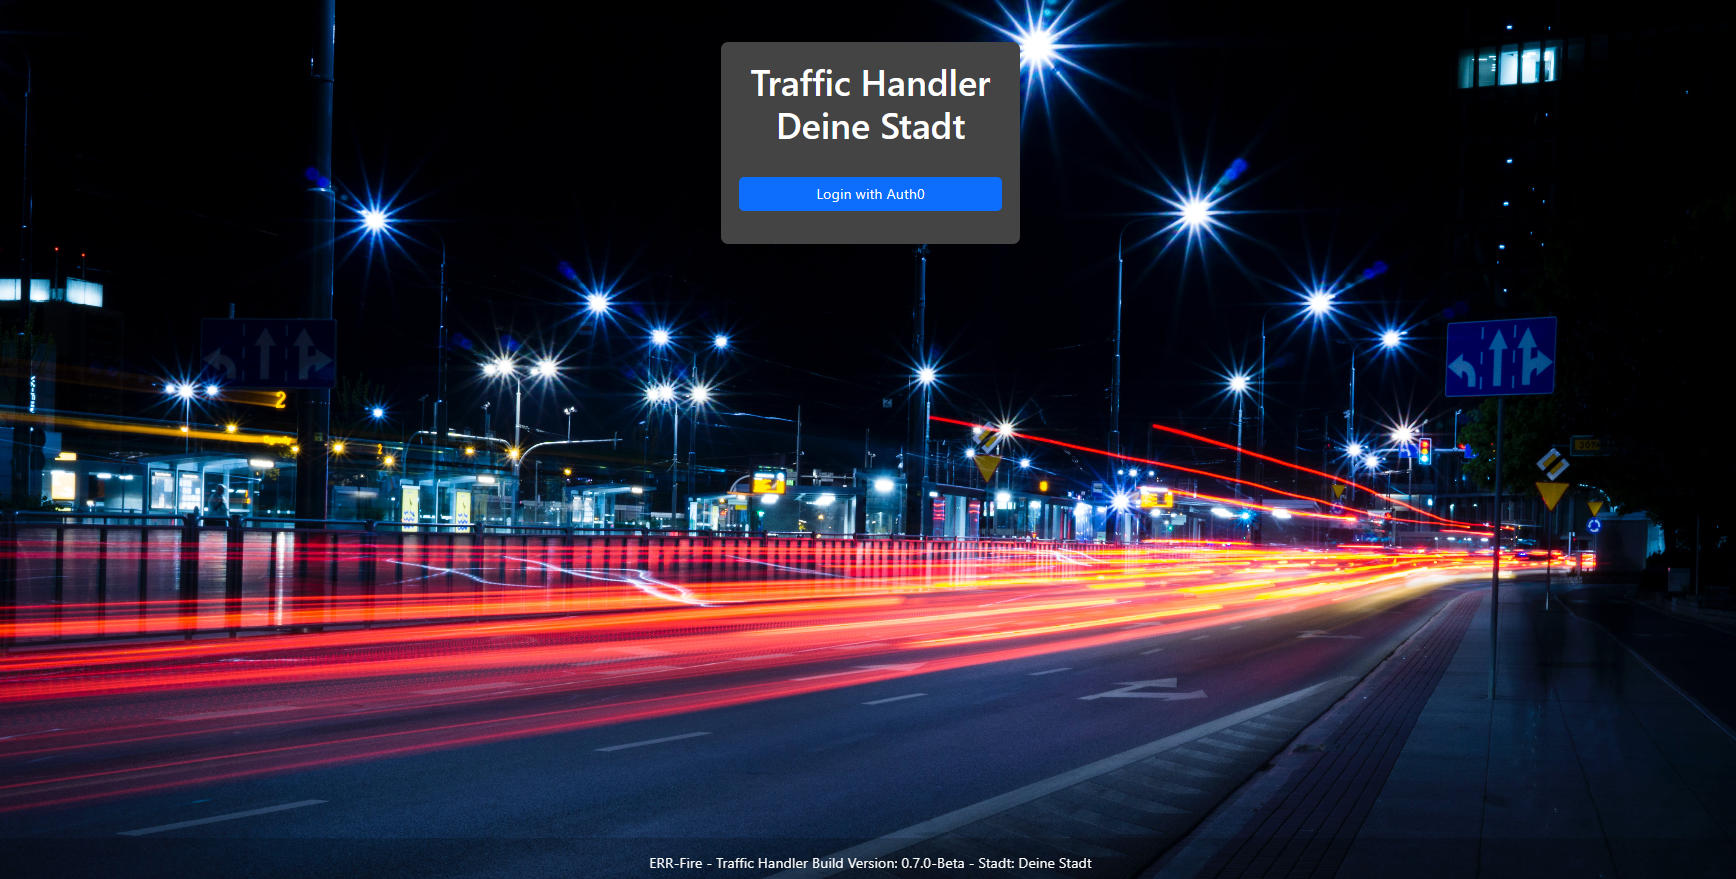 Traffic Handler
Deine Stadt
Login with Auth0
2
ERR-Fire - Traffic Handler Build Version: 0.7.0-Beta - Stadt: Deine Stadt